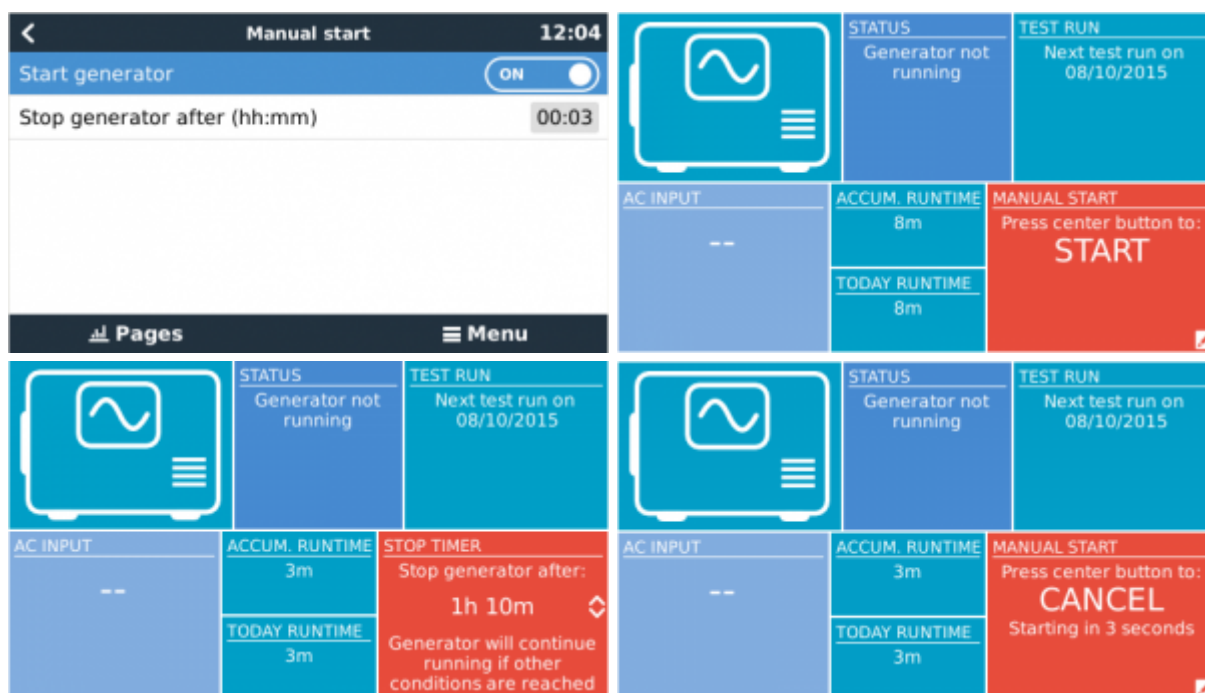 Manual start 12:04
Start generator ON
Stop generator after (hh:mm) 00:03
Pages Menu
STATUS
Generator not
running
TEST RUN
Next test run on
08/10/2015
AC INPUT
--
ACCUM. RUNTIME
8m
TODAY RUNTIME
8m
MANUAL START
Press center button to:
START
STATUS
Generator not
running
TEST RUN
Next test run on
08/10/2015
AC INPUT
--
ACCUM. RUNTIME
3m
TODAY RUNTIME
3m
STOP TIMER
Stop generator after:
1h 10m
Generator will continue
running if other
conditions are reached
STATUS
Generator not
running
TEST RUN
Next test run on
08/10/2015
AC INPUT
--
ACCUM. RUNTIME
3m
TODAY RUNTIME
3m
MANUAL START
Press center button to:
CANCEL
Starting in 3 seconds